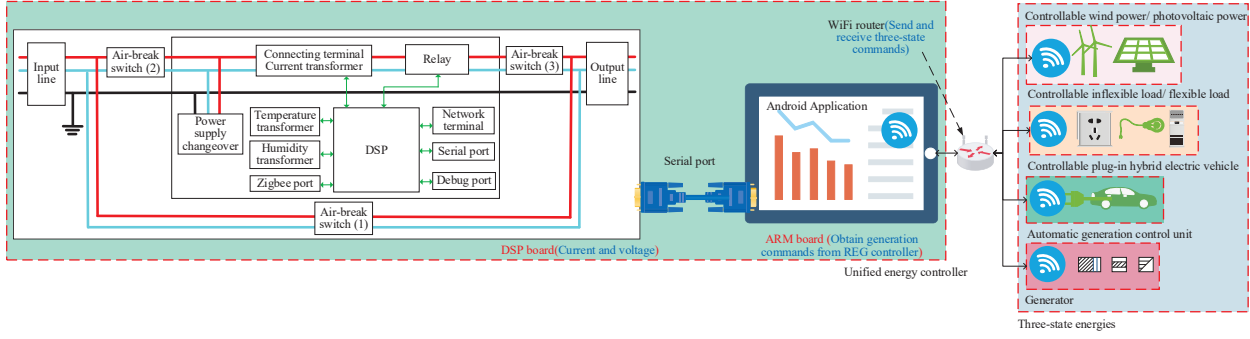 Input
line
Air-break
switch (2)
Connecting terminal
Current transformer
Relay
Air-break
switch (3)
Output
line
Power
supply
changeover
Temperature
transformer
Humidity
transformer
Zigbee port
DSP
Network
terminal
Serial port
Debug port
Air-break
switch (1)
DSP board(Current and voltage)
Serial port
Android Application
ARM board (Obtain generation
commands from REG controller)
Unified energy controller
WiFi router(Send and
receive three-state
commands)
Controllable wind power/ photovoltaic power
Controllable inflexible load/ flexible load
Controllable plug-in hybrid electric vehicle
Automatic generation control unit
Generator
Three-state energies